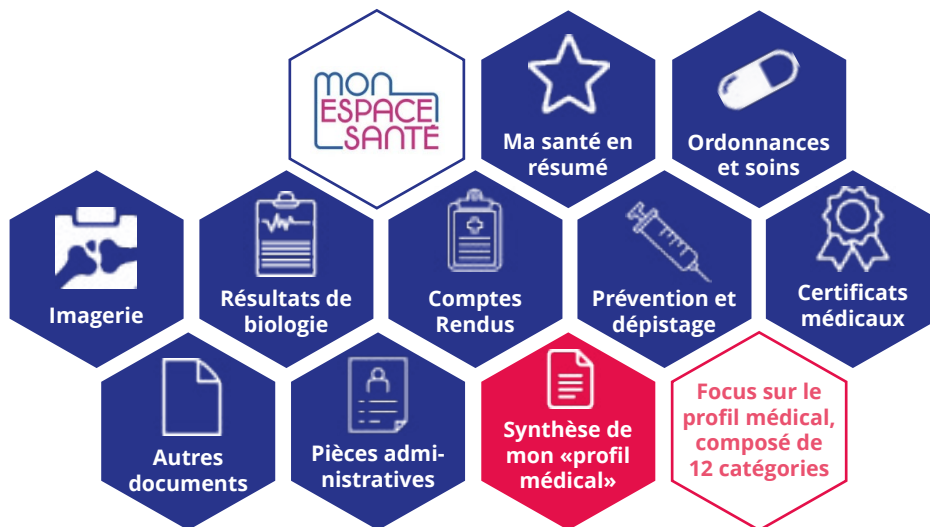 mon
ESPACE
SANTÉ
Ma santé en
résumé
Ordonnances
et soins
Imagerie
Résultats de
biologie
Comptes
Rendus
Prévention et
dépistage
Certificats
médicaux
Autres
documents
Pièces admi-
nistratives
Synthèse de
mon «profil
médical»
Focus sur le
profil médical,
composé de
12 catégories